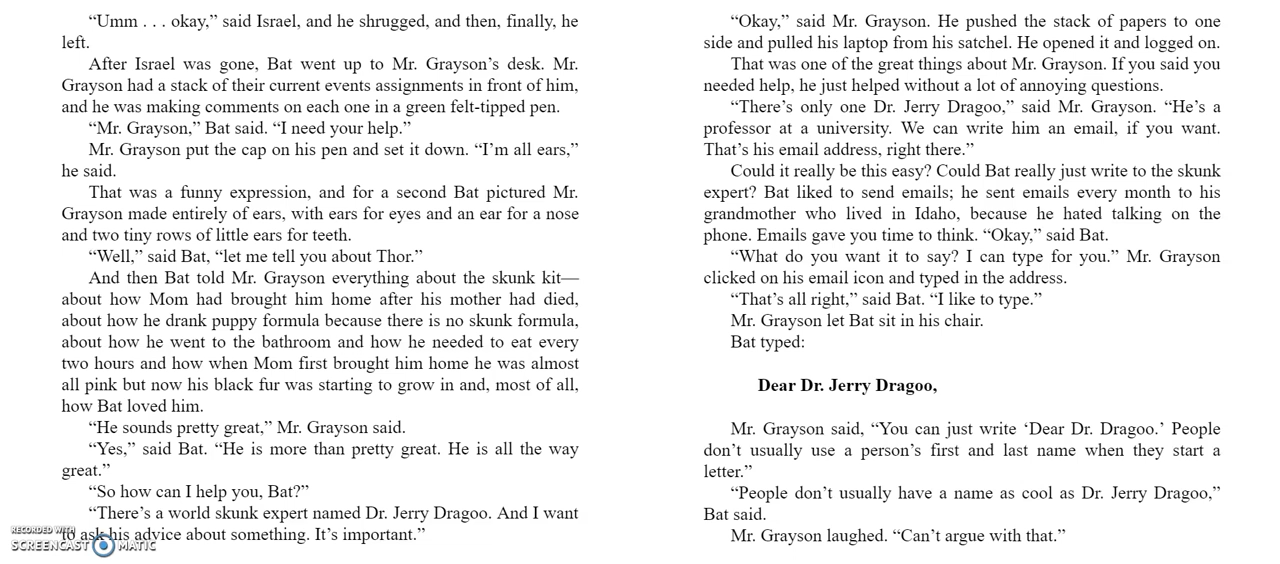 “Umm . . . okay,” said Israel, and he shrugged, and then, finally, he
left.
After Israel was gone, Bat went up to Mr. Grayson’s desk. Mr.
Grayson had a stack of their current events assignments in front of him,
and he was making comments on each one in a green felt-tipped pen.
“Mr. Grayson,” Bat said. “I need your help.”
Mr. Grayson put the cap on his pen and set it down. “I’m all ears,”
he said.
That was a funny expression, and for a second Bat pictured Mr.
Grayson made entirely of ears, with ears for eyes and an ear for a nose
and two tiny rows of little ears for teeth.
“Well,” said Bat, “let me tell you about Thor.”
And then Bat told Mr. Grayson everything about the skunk kit—
about how Mom had brought him home after his mother had died,
about how he drank puppy formula because there is no skunk formula,
about how he went to the bathroom and how he needed to eat every
two hours and how when Mom first brought him home he was almost
all pink but now his black fur was starting to grow in and, most of all,
how Bat loved him.
“He sounds pretty great,” Mr. Grayson said.
“Yes,” said Bat. “He is more than pretty great. He is all the way
great.”
“So how can I help you, Bat?”
“There’s a world skunk expert named Dr. Jerry Dragoo. And I want
to ask his advice about something. It’s important.”
RECORDED WITH
SCREENCAST MATIC
“Okay,” said Mr. Grayson. He pushed the stack of papers to one
side and pulled his laptop from his satchel. He opened it and logged on.
That was one of the great things about Mr. Grayson. If you said you
needed help, he just helped without a lot of annoying questions.
“There’s only one Dr. Jerry Dragoo,” said Mr. Grayson. “He’s a
professor at a university. We can write him an email, if you want.
That’s his email address, right there.”
Could it really be this easy? Could Bat really just write to the skunk
expert? Bat liked to send emails; he sent emails every month to his
grandmother who lived in Idaho, because he hated talking on the
phone. Emails gave you time to think. “Okay,” said Bat.
“What do you want it to say? I can type for you.” Mr. Grayson
clicked on his email icon and typed in the address.
“That’s all right,” said Bat. “I like to type.”
Mr. Grayson let Bat sit in his chair.
Bat typed:
Dear Dr. Jerry Dragoo,
Mr. Grayson said, “You can just write ‘Dear Dr. Dragoo.’ People
don’t usually use a person’s first and last name when they start a
letter.”
“People don’t usually have a name as cool as Dr. Jerry Dragoo,”
Bat said.
Mr. Grayson laughed. “Can’t argue with that.”